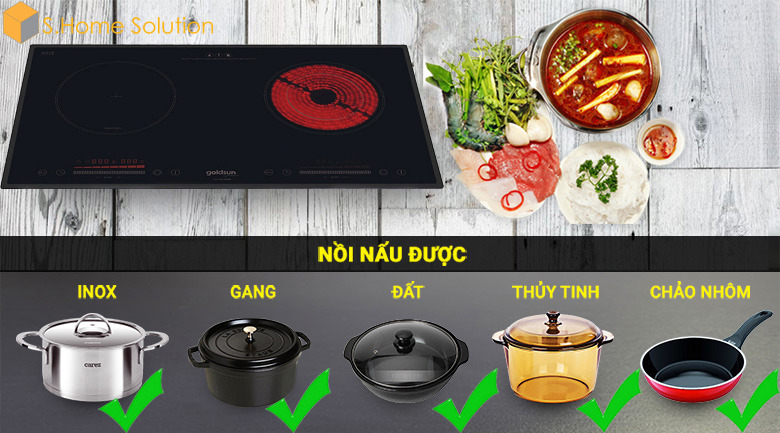 S.Home Solution
goldsun
NỒI NẤU ĐƯỢC
INOX
GANG
ĐẤT
THỦY TINH
CHẢO NHÔM